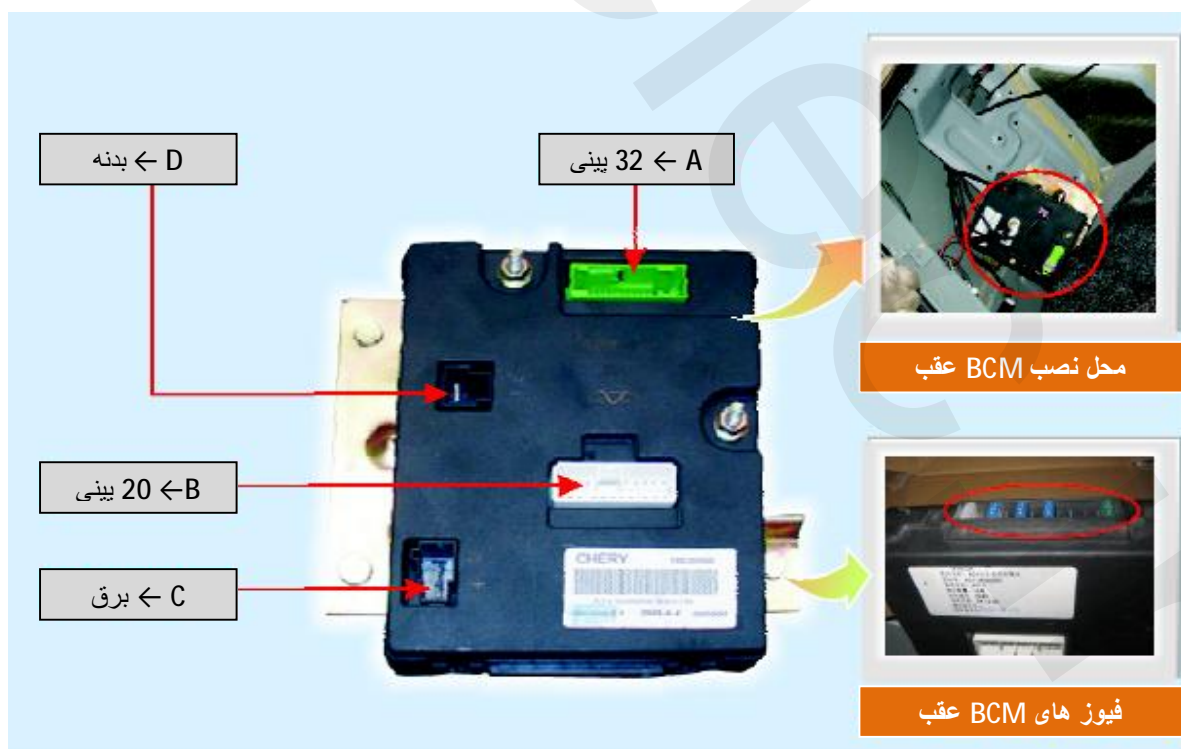 D ← بدنه
A ← 32 پینی
محل نصب BCM عقب
B← 20 پینی
C ← برق
CHERY
فیوز های BCM عقب